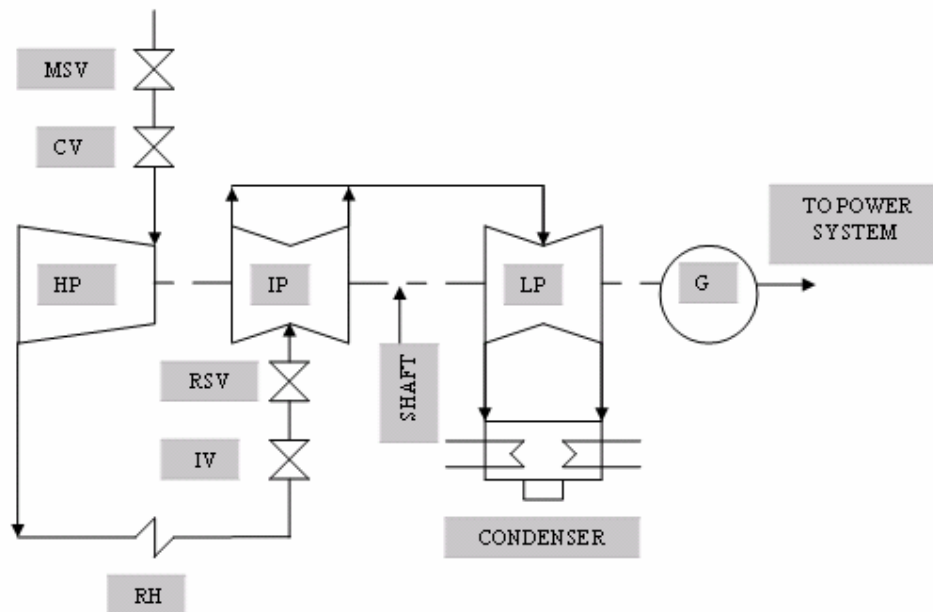 MSV
CV
TO POWER
SYSTEM
HP
IP
LP
G
RSV
SHAFT
IV
CONDENSER
RH